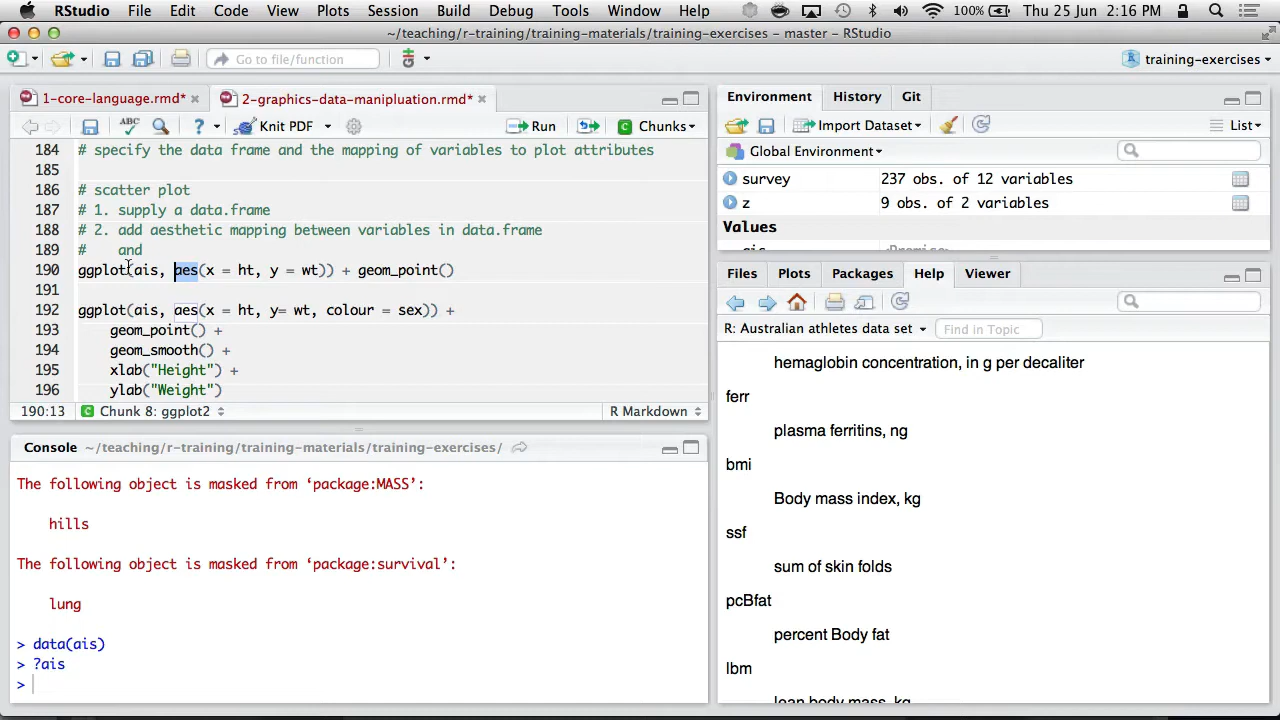 RStudio File Edit Code View Plots Session Build Debug Tools Window Help 100% Thu 25 Jun 2:16 PM
~/teaching/r-training/training-materials/training-exercises - master - RStudio
Go to file/function training-exercises
1-core-language.rmd* 2-graphics-data-manipluation.rmd*
ABC Knit PDF Run Chunks
184 # specify the data frame and the mapping of variables to plot attributes
185
186 # scatter plot
187 # 1. supply a data.frame
188 # 2. add aesthetic mapping between variables in data.frame
189 # and
190 ggplot(ais, aes(x = ht, y = wt)) + geom_point()
191
192 ggplot(ais, aes(x = ht, y= wt, colour = sex)) +
193 geom_point() +
194 geom_smooth() +
195 xlab("Height") +
196 ylab("Weight")
190:13 Chunk 8: ggplot2 R Markdown
Console ~/teaching/r-training/training-materials/training-exercises/
The following object is masked from ‘package:MASS’:
hills
The following object is masked from ‘package:survival’:
lung
> data(ais)
> ?ais
>
Environment History Git
Import Dataset List
Global Environment
survey 237 obs. of 12 variables
z 9 obs. of 2 variables
Values
Files Plots Packages Help Viewer
R: Australian athletes data set Find in Topic
hemaglobin concentration, in g per decaliter
ferr
plasma ferritins, ng
bmi
Body mass index, kg
ssf
sum of skin folds
pcBfat
percent Body fat
lbm
lean body mass, kg